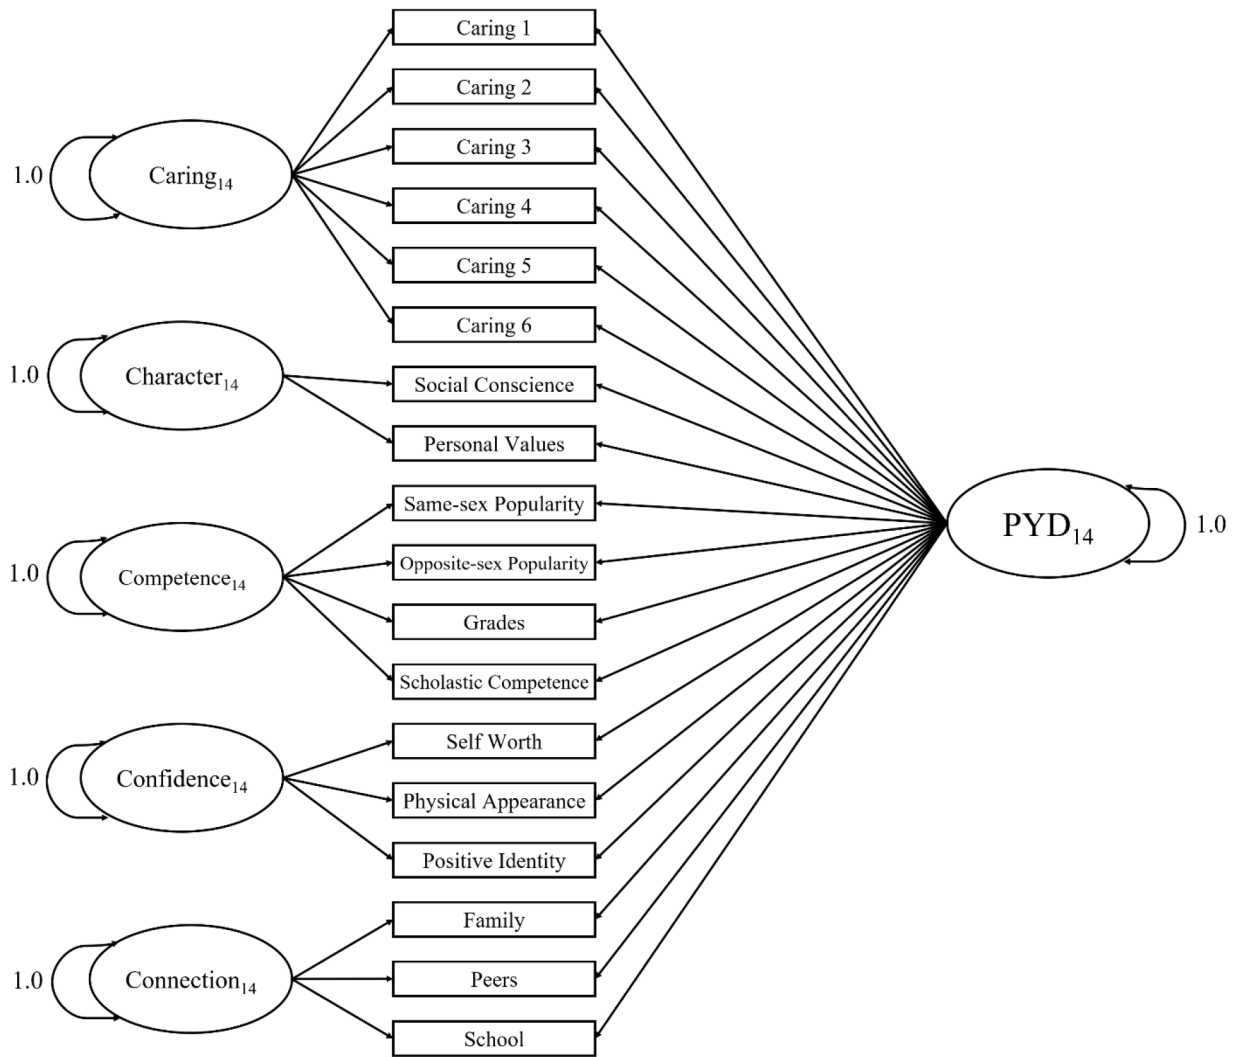 Caring 1
Caring 2
Caring 3
Caring 4
Caring 5
Caring 6
Social Conscience
Personal Values
Same-sex Popularity
Opposite-sex Popularity
Grades
Scholastic Competence
Self Worth
Physical Appearance
Positive Identity
Family
Peers
School
1.0
Caring14
1.0
Character14
1.0
Competence14
1.0
Confidence14
1.0
Connection14
PYD14
1.0